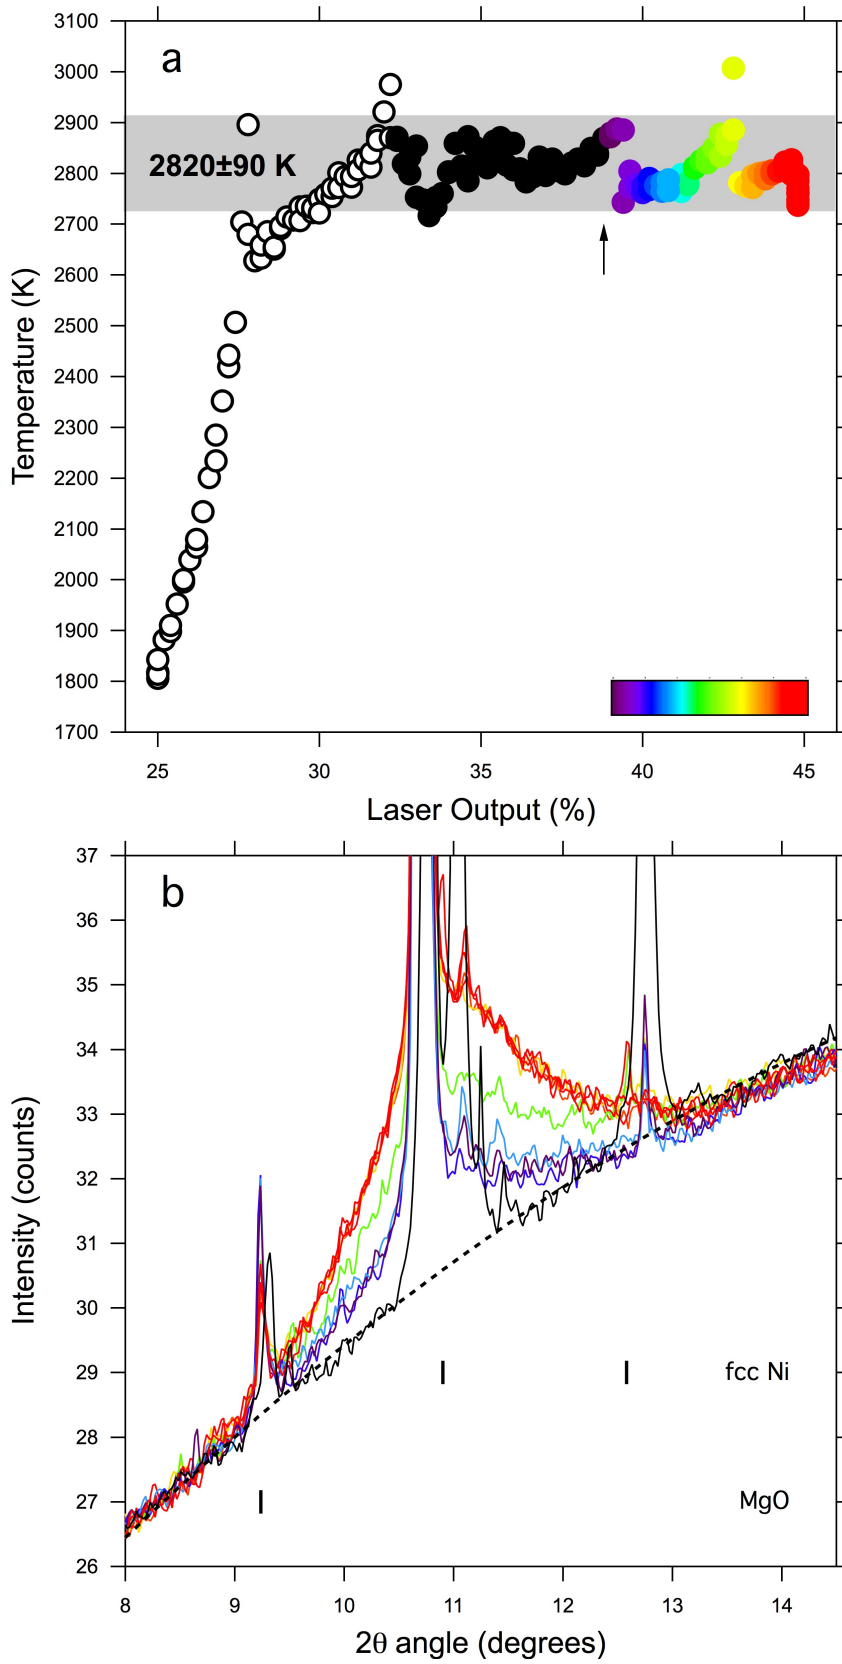 a
3100
3000
2900
2800
2700
2600
2500
2400
2300
2200
2100
2000
1900
1800
1700
Temperature (K)
2820±90 K
25 30 35 40 45
Laser Output (%)
b
37
36
35
34
33
32
31
30
29
28
27
26
Intensity (counts)
fcc Ni
MgO
8 9 10 11 12 13 14
2θ angle (degrees)